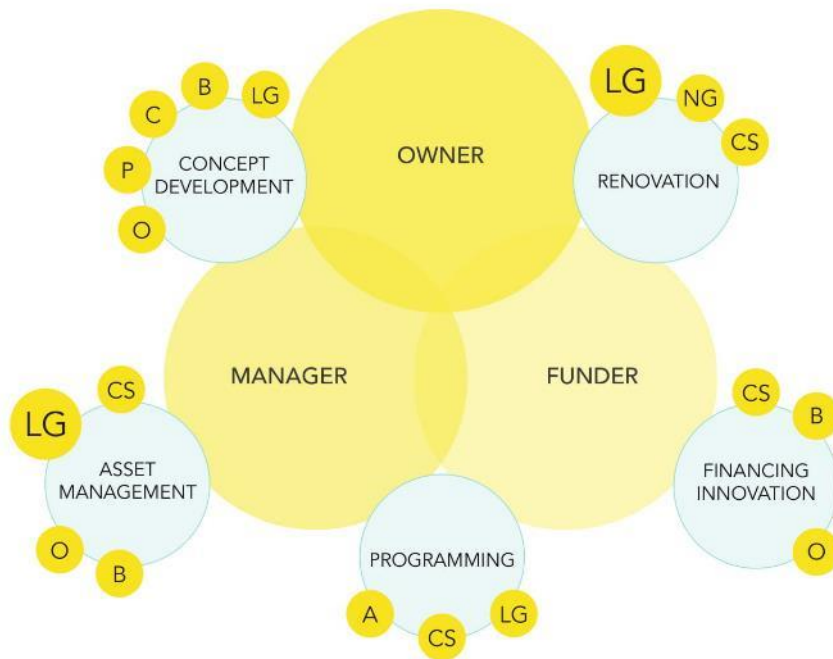 B
LG
C
P
O
CONCEPT
DEVELOPMENT
OWNER
LG
NG
CS
RENOVATION
MANAGER
FUNDER
CS
LG
ASSET
MANAGEMENT
O
B
PROGRAMMING
A
CS
LG
CS
B
FINANCING
INNOVATION
O